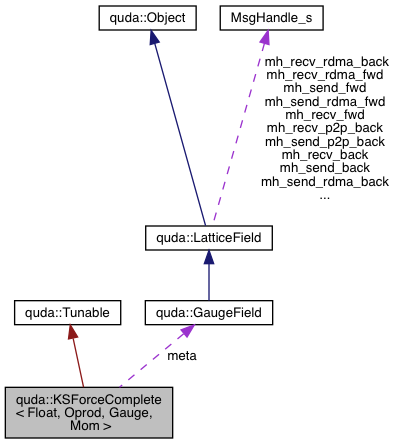 quda::Object
MsgHandle_s
mh_recv_rdma_back
mh_recv_rdma_fwd
mh_send_fwd
mh_send_rdma_fwd
mh_recv_fwd
mh_recv_p2p_back
mh_send_p2p_back
mh_recv_back
mh_send_back
mh_send_rdma_back
...
quda::LatticeField
quda::Tunable
quda::GaugeField
meta
quda::KSForceComplete
< Float, Oprod, Gauge,
Mom >